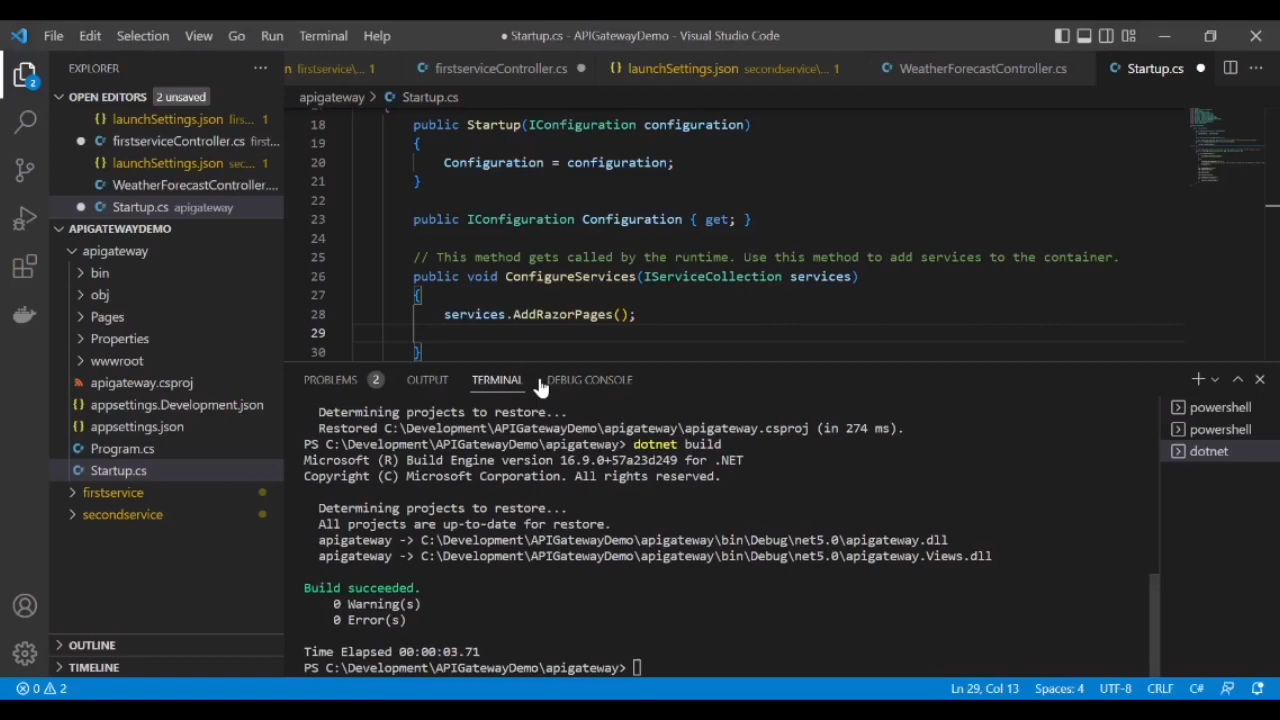 File Edit Selection View Go Run Terminal Help
● Startup.cs - APIGatewayDemo - Visual Studio Code
EXPLORER
n firstservice\... 1
firstserviceController.cs
{} launchSettings.json secondservice\... 1
WeatherForecastController.cs
Startup.cs
OPEN EDITORS 2 unsaved
apigateway > Startup.cs
{} launchSettings.json firs... 1
firstserviceController.cs first...
{} launchSettings.json sec... 1
WeatherForecastController....
Startup.cs apigateway
APIGATEWAYDEMO
apigateway
bin
obj
Pages
Properties
wwwroot
apigateway.csproj
{} appsettings.Development.json
{} appsettings.json
Program.cs
Startup.cs
firstservice
secondservice
OUTLINE
TIMELINE
2
18 public Startup(IConfiguration configuration)
19 {
20 Configuration = configuration;
21 }
22
23 public IConfiguration Configuration { get; }
24
25 // This method gets called by the runtime. Use this method to add services to the container.
26 public void ConfigureServices(IServiceCollection services)
27 {
28 services.AddRazorPages();
29
30 }
PROBLEMS 2 OUTPUT TERMINAL DEBUG CONSOLE
Determining projects to restore...
Restored C:\Development\APIGatewayDemo\apigateway\apigateway.csproj (in 274 ms).
PS C:\Development\APIGatewayDemo\apigateway> dotnet build
Microsoft (R) Build Engine version 16.9.0+57a23d249 for .NET
Copyright (C) Microsoft Corporation. All rights reserved.
Determining projects to restore...
All projects are up-to-date for restore.
apigateway -> C:\Development\APIGatewayDemo\apigateway\bin\Debug\net5.0\apigateway.dll
apigateway -> C:\Development\APIGatewayDemo\apigateway\bin\Debug\net5.0\apigateway.Views.dll
Build succeeded.
0 Warning(s)
0 Error(s)
Time Elapsed 00:00:03.71
PS C:\Development\APIGatewayDemo\apigateway>
powershell
powershell
dotnet
0 2
Ln 29, Col 13 Spaces: 4 UTF-8 CRLF C#